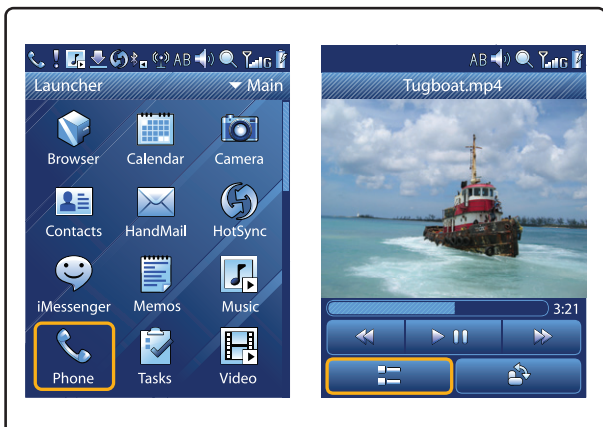 AB
G
Launcher
Main
Browser
Calendar
Camera
Contacts
HandMail
HotSync
iMessenger
Memos
Music
Phone
Tasks
Video
AB
G
Tugboat.mp4
3:21